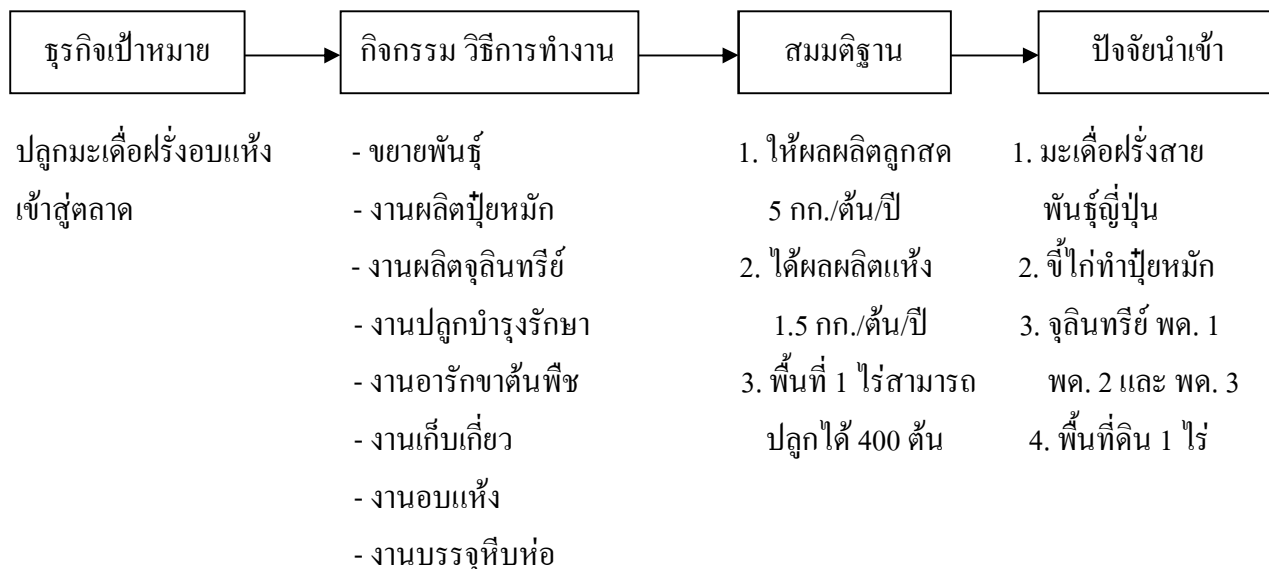 ธุรกิจเป้าหมาย
กิจกรรม วิธีการทำงาน
สมมติฐาน
ปัจจัยนำเข้า
ปลูกมะเดื่อฝรั่งอบแห้ง
เข้าสู่ตลาด
- ขยายพันธุ์
- งานผลิตปุ๋ยหมัก
- งานผลิตจุลินทรีย์
- งานปลูกบำรุงรักษา
- งานอารักขาต้นพืช
- งานเก็บเกี่ยว
- งานอบแห้ง
- งานบรรจุหีบห่อ
1. ให้ผลผลิตลูกสด
5 กก./ต้น/ปี
2. ได้ผลผลิตแห้ง
1.5 กก./ต้น/ปี
3. พื้นที่ 1 ไร่สามารถ
ปลูกได้ 400 ต้น
1. มะเดื่อฝรั่งสาย
พันธุ์ญี่ปุ่น
2. ขี้ไก่ทำปุ๋ยหมัก
3. จุลินทรีย์ พด. 1
พด. 2 และ พด. 3
4. พื้นที่ดิน 1 ไร่